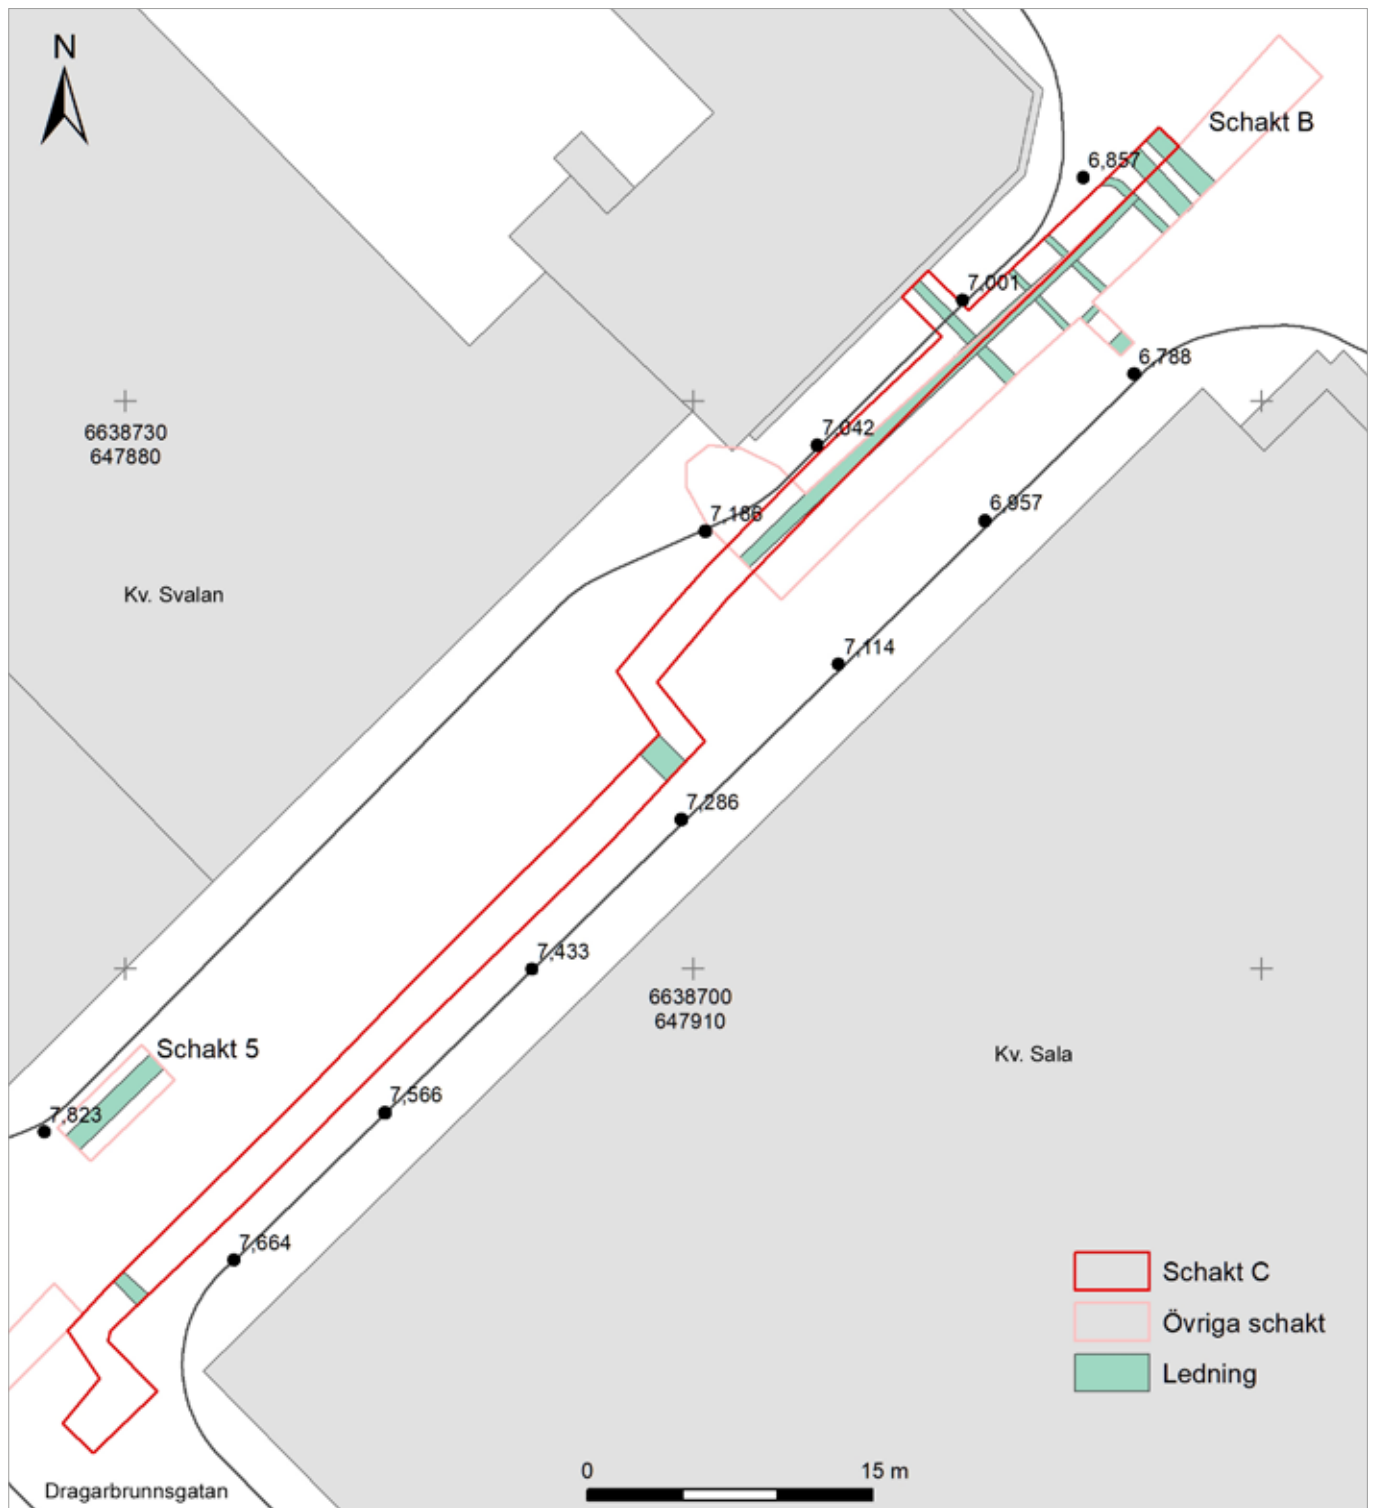 N
Schakt B
6,857
7,001
6,788
7,042
6638730
647880
6,957
7,186
Kv. Svalan
7,114
7,286
7,433
6638700
647910
Schakt 5
Kv. Sala
7,566
7,823
7,664
Schakt C
Övriga schakt
Ledning
0 15 m
Dragarbrunnsgatan